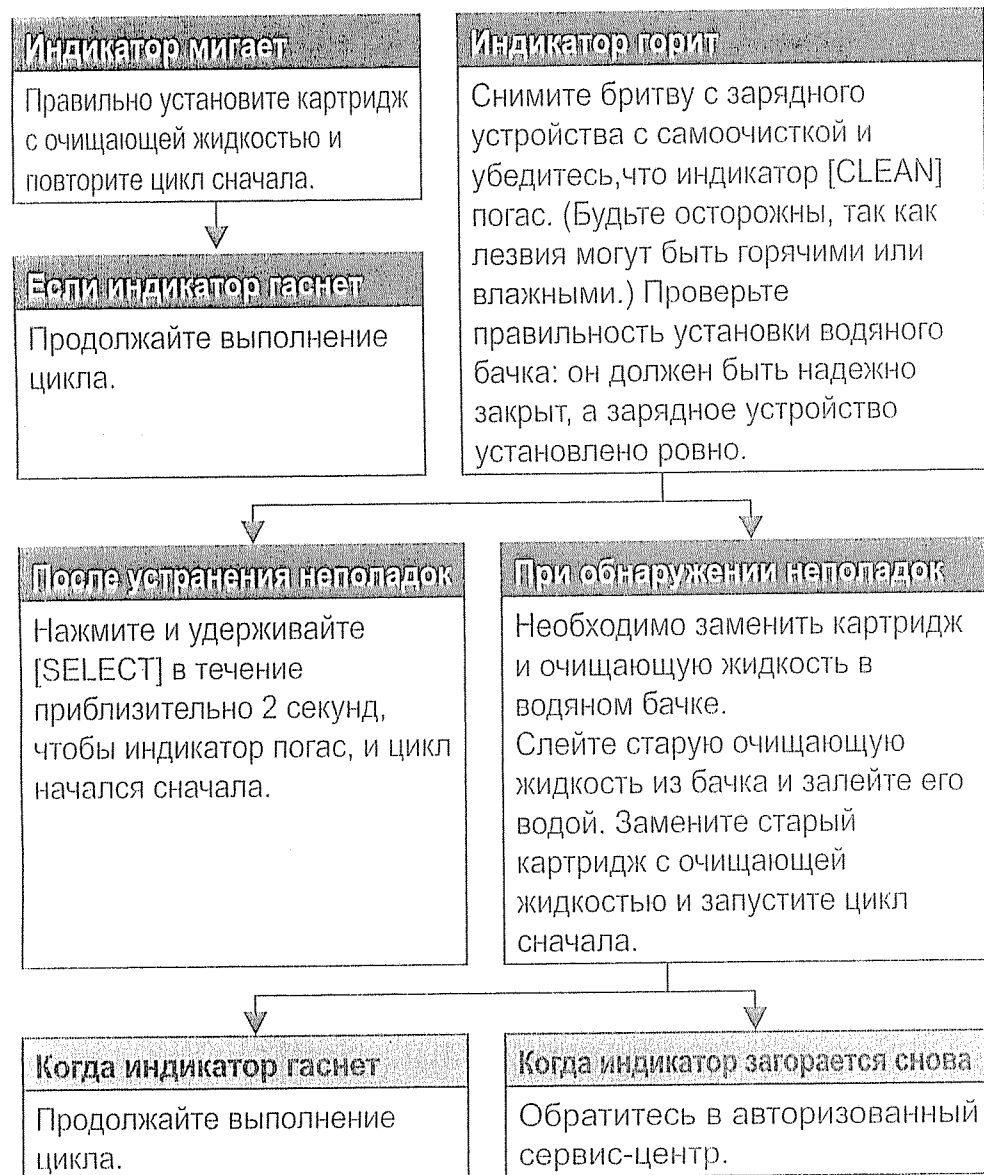 Индикатор мигает
Правильно установите картридж
с очищающей жидкостью и
повторите цикл сначала.
Если индикатор гаснет
Продолжайте выполнение
цикла.
Индикатор горит
Снимите бритву с зарядного
устройства с самоочисткой и
убедитесь,что индикатор [CLEAN]
погас. (Будьте осторожны, так как
лезвия могут быть горячими или
влажными.) Проверьте
правильность установки водяного
бачка: он должен быть надежно
закрыт, а зарядное устройство
установлено ровно.
После устранения неполадок
Нажмите и удерживайте
[SELECT] в течение
приблизительно 2 секунд,
чтобы индикатор погас, и цикл
начался сначала.
При обнаружении неполадок
Необходимо заменить картридж
и очищающую жидкость в
водяном бачке.
Слейте старую очищающую
жидкость из бачка и залейте его
водой. Замените старый
картридж с очищающей
жидкостью и запустите цикл
сначала.
Когда индикатор гаснет
Продолжайте выполнение
цикла.
Когда индикатор загорается снова
Обратитесь в авторизованный
сервис-центр.